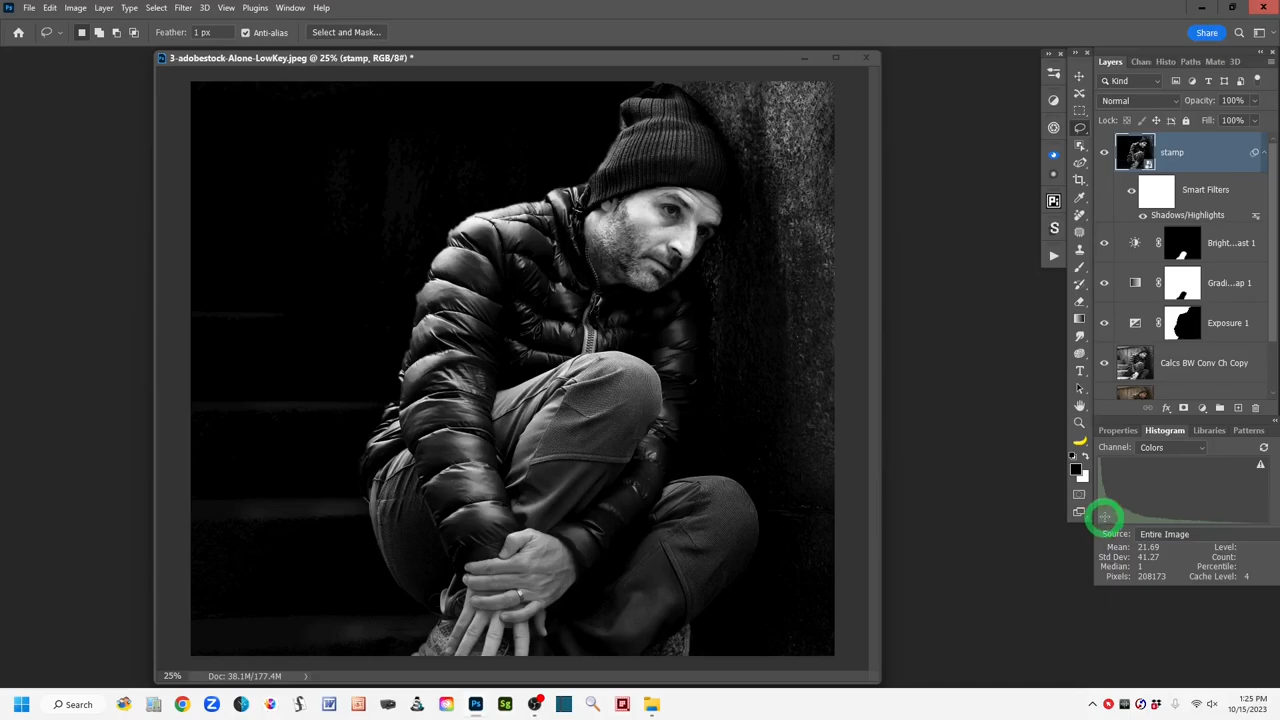 Ps File Edit Image Layer Type Select Filter 3D View Plugins Window Help
Feather: 1 px Anti-alias Select and Mask... Share
3-adobestock-Alone-LowKey.jpeg @ 25% (stamp, RGB/8#) *
Layers Chan Histo Paths Mate 3D
Kind
Normal Opacity: 100%
Lock: Fill: 100%
stamp
Smart Filters
Shadows/Highlights
Bright...ast 1
Gradi...ap 1
Exposure 1
Calcs BW Conv Ch Copy
Properties Histogram Libraries Patterns
Channel: Colors
Source: Entire Image
Mean: 21.69 Level:
Std Dev: 41.27 Count:
Median: 1 Percentile:
Pixels: 208173 Cache Level: 4
25% Doc: 38.1M/177.4M
Search
1:25 PM
10/15/2023